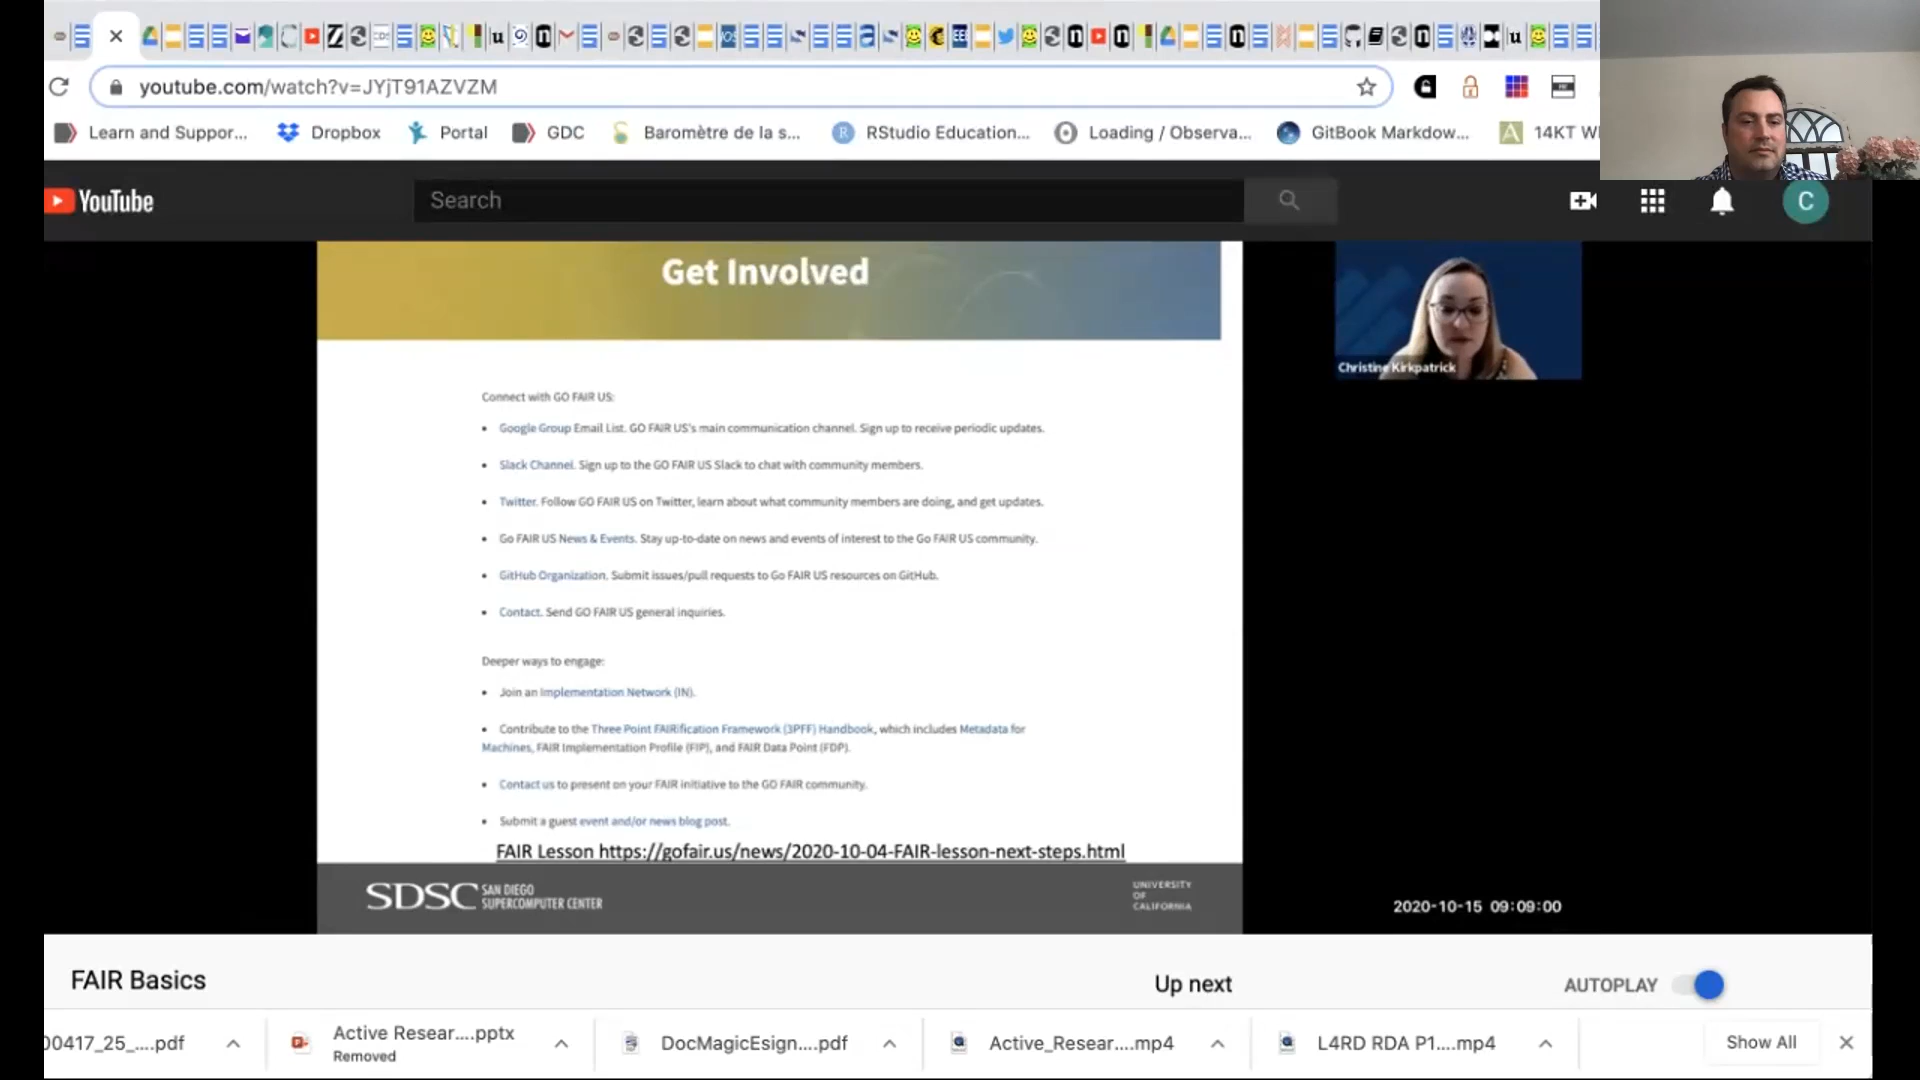 youtube.com/watch?v=JYjT91AZVZM
Learn and Suppor... Dropbox Portal GDC Baromètre de la s... RStudio Education... Loading / Observa... GitBook Markdow... 14KT
YouTube
Search
C
Get Involved
Christine Kirkpatrick
Connect with GO FAIR US:
• Google Group Email List. GO FAIR US's main communication channel. Sign up to receive periodic updates.
• Slack Channel. Sign up to the GO FAIR US Slack to chat with community members.
• Twitter. Follow GO FAIR US on Twitter, learn about what community members are doing, and get updates.
• Go FAIR US News & Events. Stay up-to-date on news and events of interest to the Go FAIR US community.
• GitHub Organization. Submit issues/pull requests to Go FAIR US resources on GitHub.
• Contact. Send GO FAIR US general inquiries.
Deeper ways to engage:
• Join an Implementation Network (IN).
• Contribute to the Three Point FAIRification Framework (3PFF) Handbook, which includes Metadata for
Machines, FAIR Implementation Profile (FIP), and FAIR Data Point (FDP).
• Contact us to present on your FAIR initiative to the GO FAIR community.
• Submit a guest event and/or news blog post.
FAIR Lesson https://gofair.us/news/2020-10-04-FAIR-lesson-next-steps.html
SDSC SAN DIEGO
SUPERCOMPUTER CENTER
UNIVERSITY
OF
CALIFORNIA
2020-10-15 09:09:00
FAIR Basics
Up next
AUTOPLAY
00417_25_....pdf
Active Resear....pptx
Removed
DocMagicEsign....pdf
Active_Resear....mp4
L4RD RDA P1....mp4
Show All